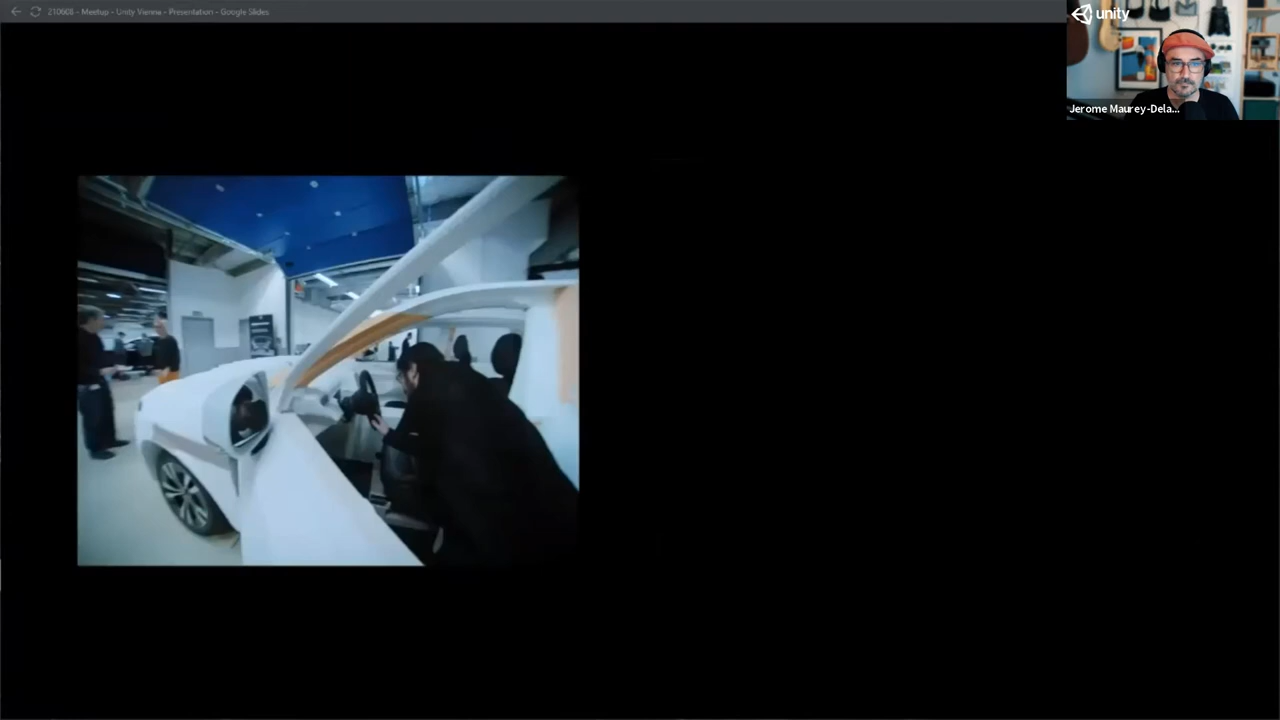 210608 - Meetup - Unity Vienna - Presentation - Google Slides
unity
Jerome Maurey-Dela...